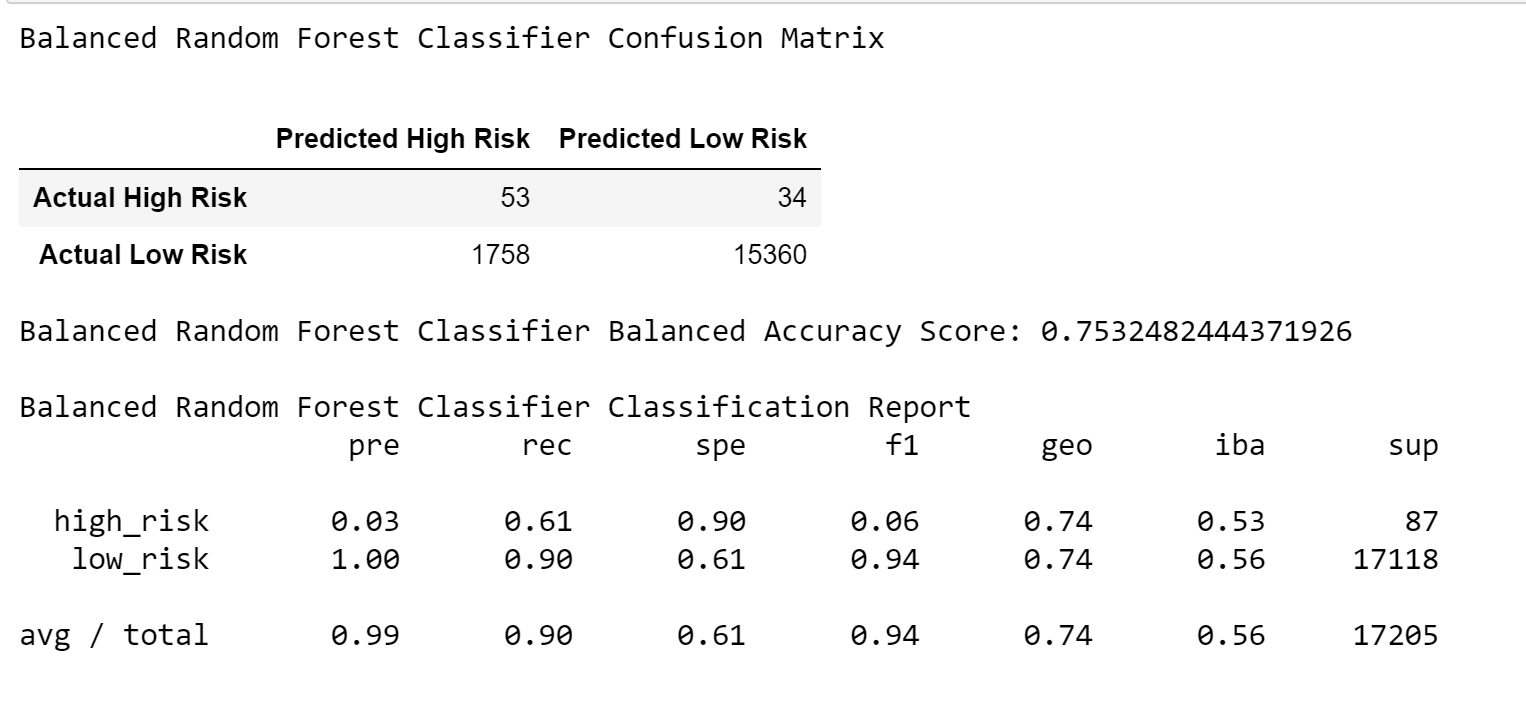 Balanced Random Forest Classifier Confusion Matrix
Predicted High Risk Predicted Low Risk
Actual High Risk 53 34
Actual Low Risk 1758 15360
Balanced Random Forest Classifier Balanced Accuracy Score: 0.7532482444371926
Balanced Random Forest Classifier Classification Report
pre rec spe f1 geo iba sup
high_risk 0.03 0.61 0.90 0.06 0.74 0.53 87
low_risk 1.00 0.90 0.61 0.94 0.74 0.56 17118
avg / total 0.99 0.90 0.61 0.94 0.74 0.56 17205